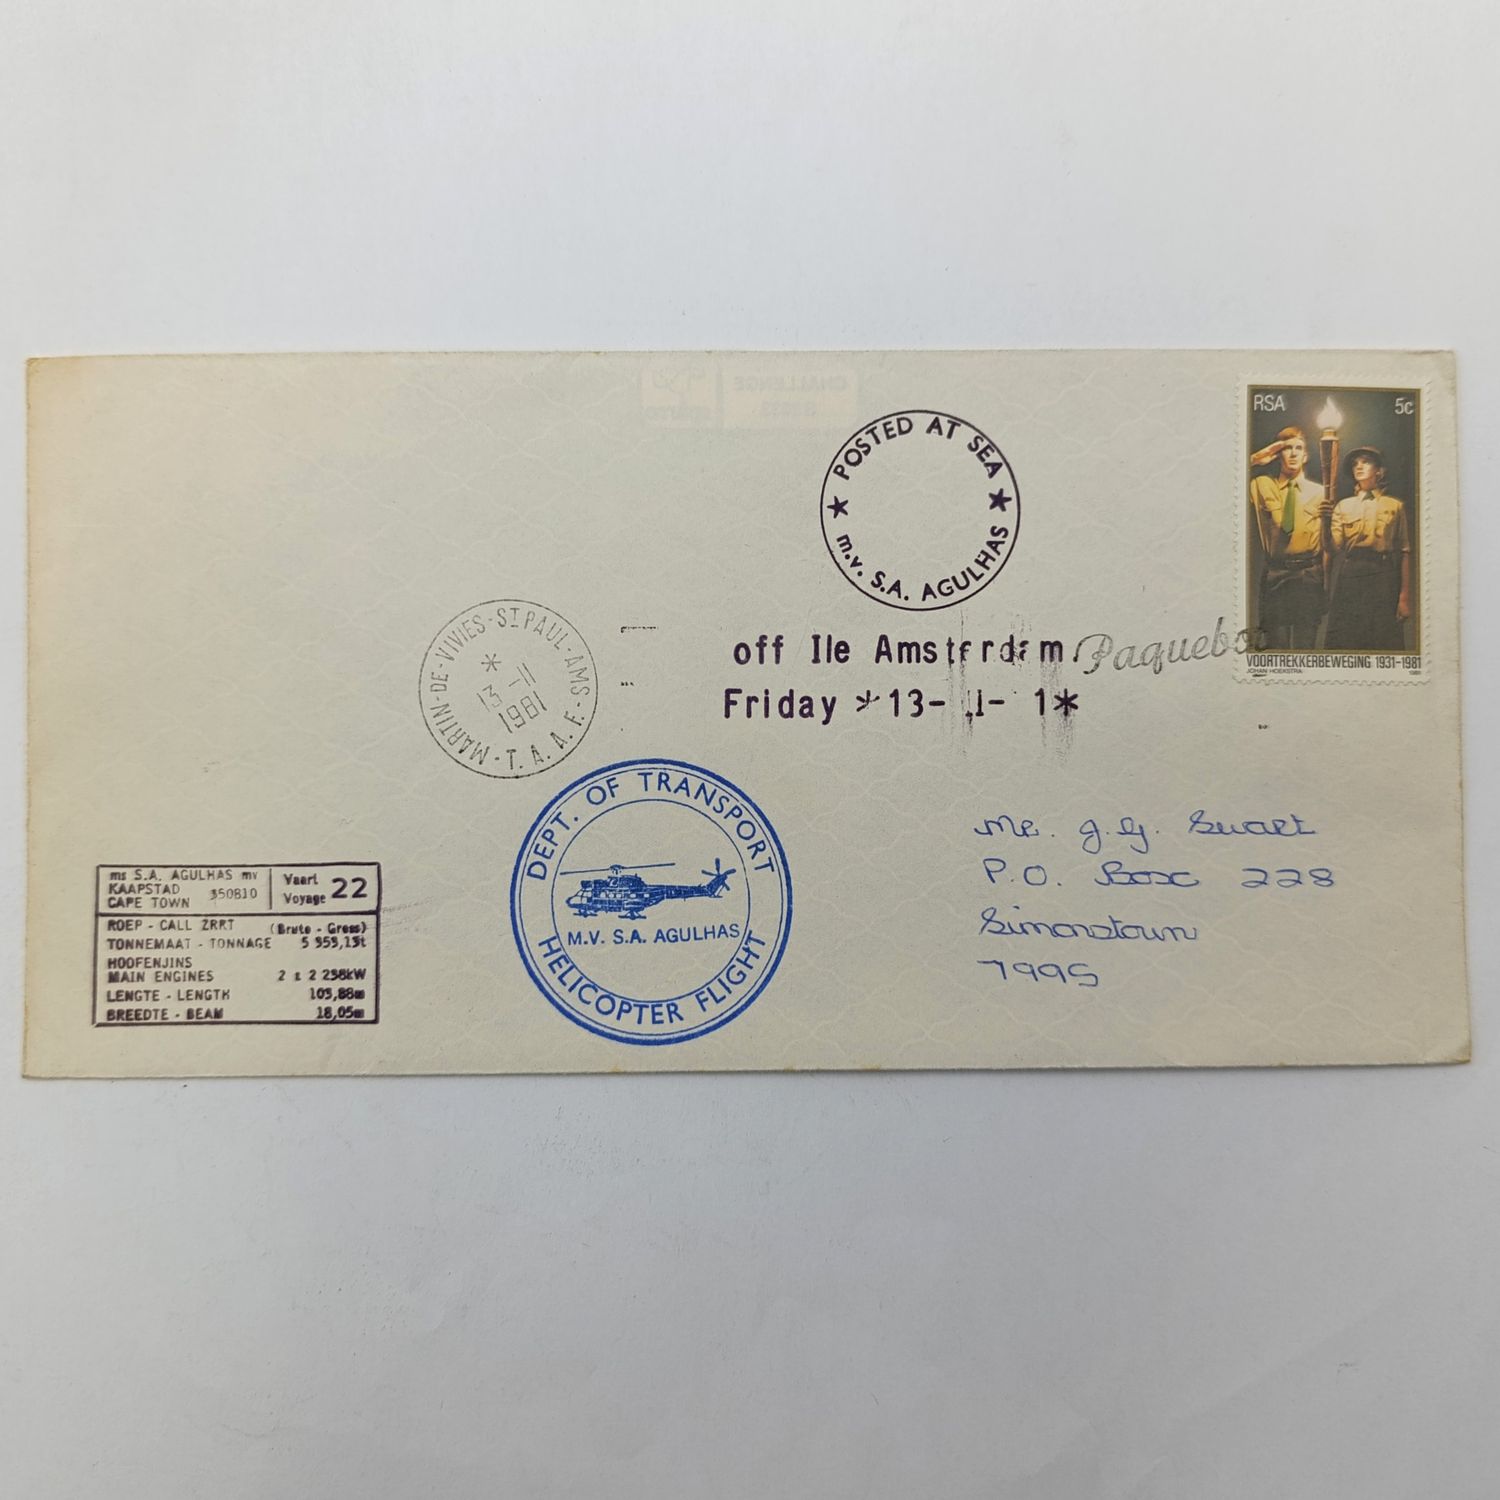 RSA 5c
VOORTREKKERBEWEGING 1931-1981
JOHAN HOEKSTRA 1981
POSTED AT SEA
m.v. S.A. AGULHAS
off Ile Amsterdam.
Paquebot
Friday *13-11- 1*
MARTIN-DE-VIVIES-ST PAUL-AMS-
13-11
1981
T.A.A.F.
DEPT. OF TRANSPORT
M.V. S.A. AGULHAS
HELICOPTER FLIGHT
Mr. J.G. Swart
P.O. Box 228
Simonstown
7995
ms S.A. AGULHAS mv
KAAPSTAD 350810
CAPE TOWN
Vaart
Voyage 22
ROEP - CALL ZRRT (Bruto - Gross)
TONNEMAAT - TONNAGE 5 353,13t
HOOFENJINS
MAIN ENGINES 2 x 2 238kW
LENGTE - LENGTH 109,88m
BREEDTE - BEAM 18,05m